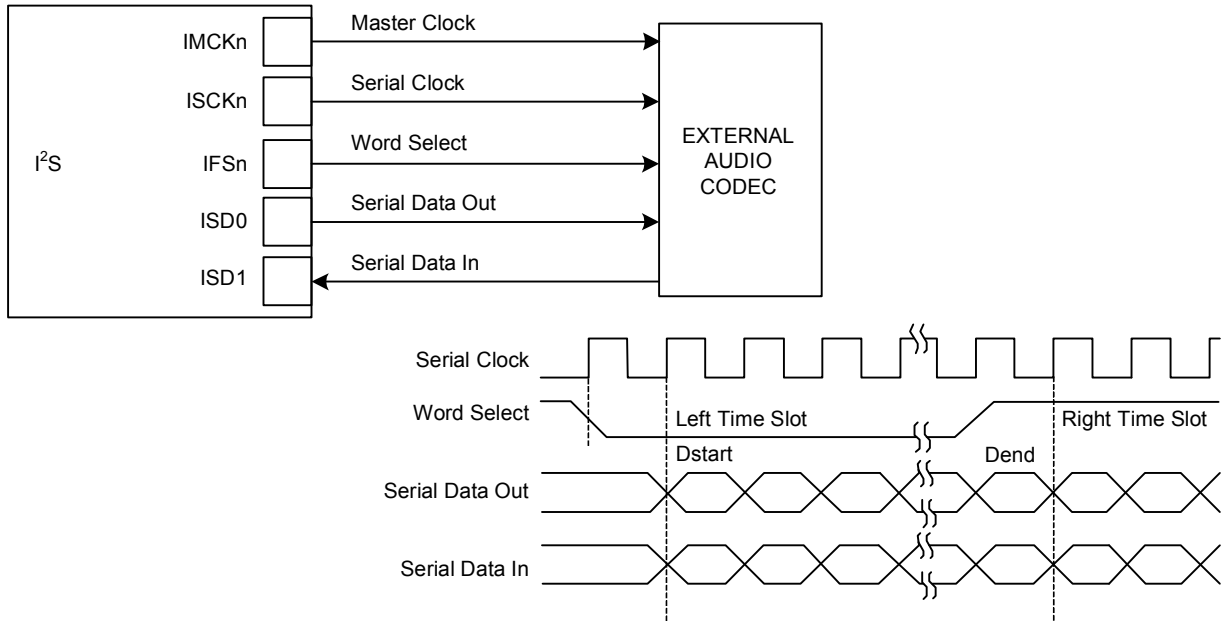 I²S
IMCKn
Master Clock
ISCKn
Serial Clock
IFSn
Word Select
ISD0
Serial Data Out
ISD1
Serial Data In
EXTERNAL
AUDIO
CODEC
Serial Clock
Word Select
Left Time Slot
Right Time Slot
Dstart
Dend
Serial Data Out
Serial Data In